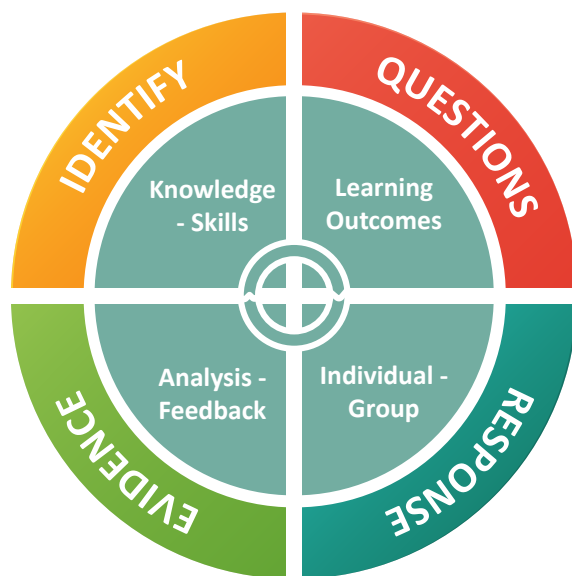 IDENTIFY
QUESTIONS
Knowledge
- Skills
Learning
Outcomes
Analysis -
Feedback
Individual -
Group
EVIDENCE
RESPONSE